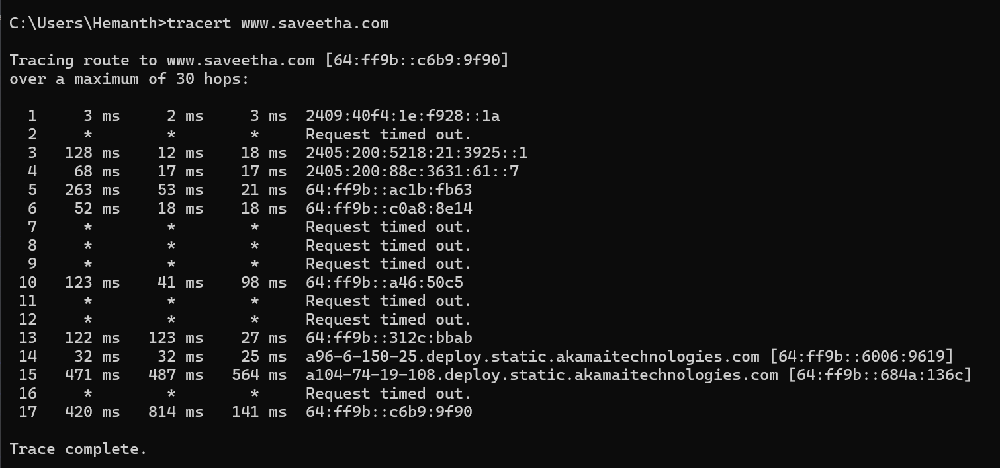 C:\Users\Hemanth>tracert www.saveetha.com
Tracing route to www.saveetha.com [64:ff9b::c6b9:9f90]
over a maximum of 30 hops:
1 3 ms 2 ms 3 ms 2409:40f4:1e:f928::1a
2 * * * Request timed out.
3 128 ms 12 ms 18 ms 2405:200:5218:21:3925::1
4 68 ms 17 ms 17 ms 2405:200:88c:3631:61::7
5 263 ms 53 ms 21 ms 64:ff9b::ac1b:fb63
6 52 ms 18 ms 18 ms 64:ff9b::c0a8:8e14
7 * * * Request timed out.
8 * * * Request timed out.
9 * * * Request timed out.
10 123 ms 41 ms 98 ms 64:ff9b::a46:50c5
11 * * * Request timed out.
12 * * * Request timed out.
13 122 ms 123 ms 27 ms 64:ff9b::312c:bbab
14 32 ms 32 ms 25 ms a96-6-150-25.deploy.static.akamaitechnologies.com [64:ff9b::6006:9619]
15 471 ms 487 ms 564 ms a104-74-19-108.deploy.static.akamaitechnologies.com [64:ff9b::684a:136c]
16 * * * Request timed out.
17 420 ms 814 ms 141 ms 64:ff9b::c6b9:9f90
Trace complete.